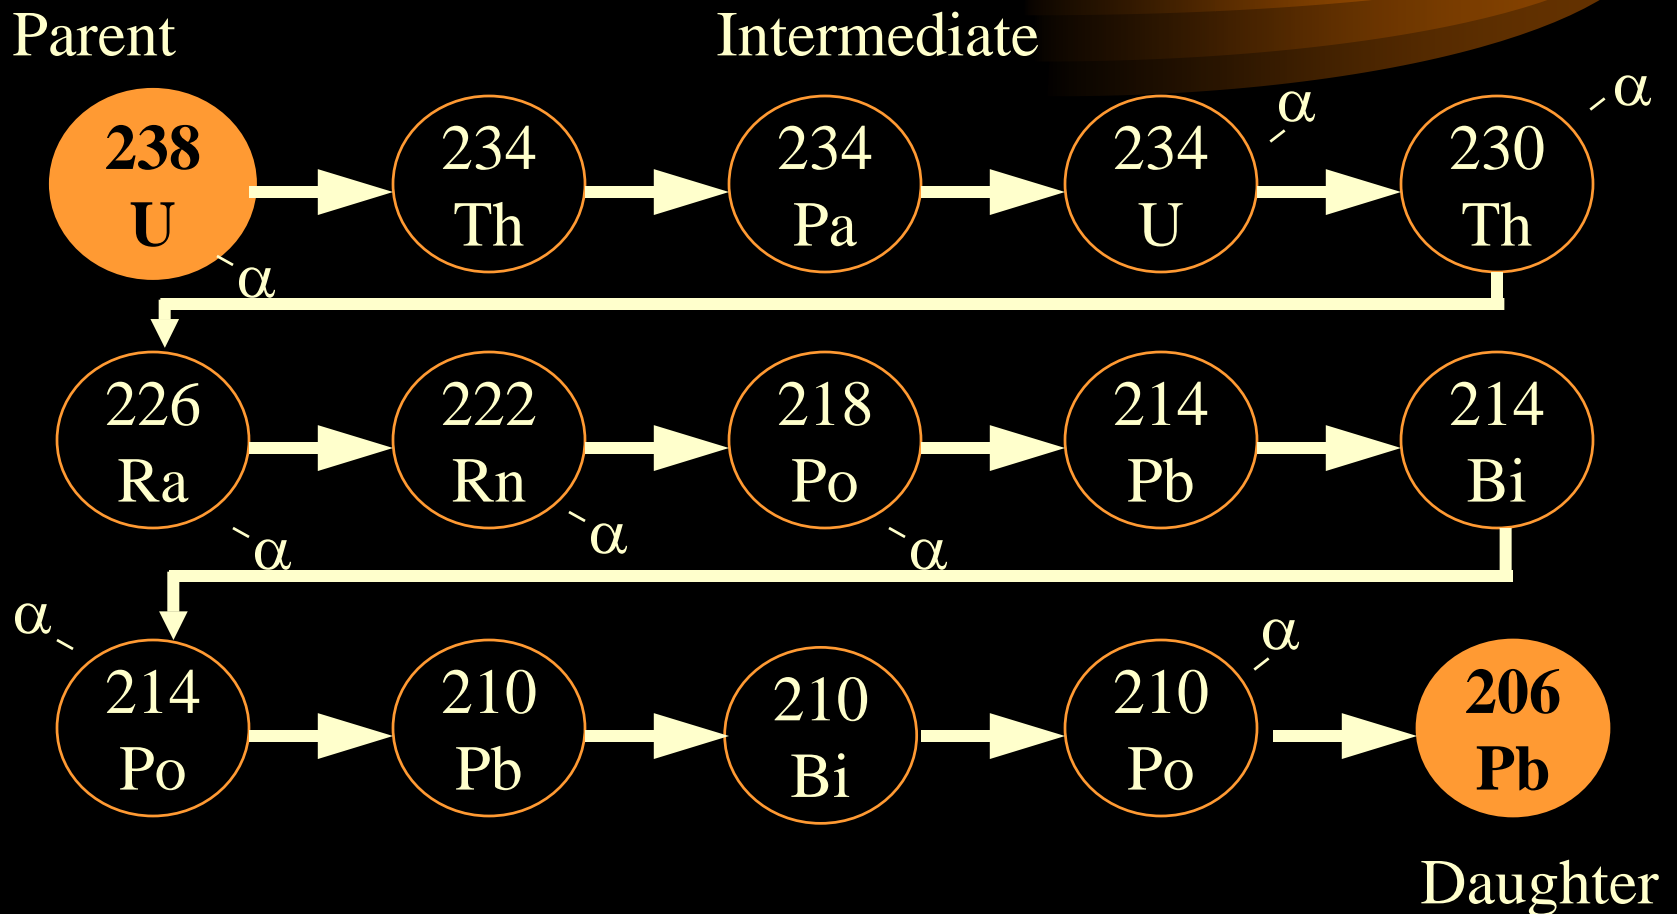 Parent Intermediate
α α
238 234 234 234 230
U Th Pa U Th
α
226 222 218 214 214
Ra Rn Po Pb Bi
α α α
α α
214 210 210 210 206
Po Pb Bi Po Pb
Daughter